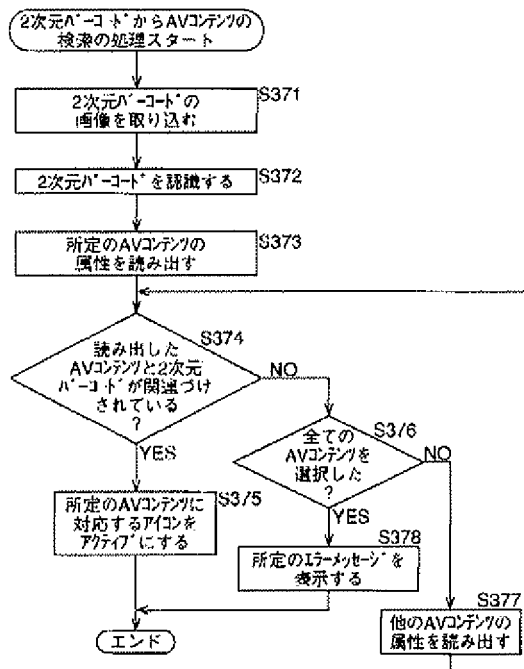 2次元バーコードからAVコンテンツの
検索の処理スタート
S371
2次元バーコードの
画像を取り込む
S372
2次元バーコードを認識する
S373
所定のAVコンテンツの
属性を読み出す
S374
読み出した
AVコンテンツと2次元
バーコードが関連づけ
されている
?
NO
YES
S376
全ての
AVコンテンツを
選択した
?
NO
YES
S375
所定のAVコンテンツに
対応するアイコンを
アクティブにする
S378
所定のエラーメッセージを
表示する
S377
他のAVコンテンツの
属性を読み出す
エンド